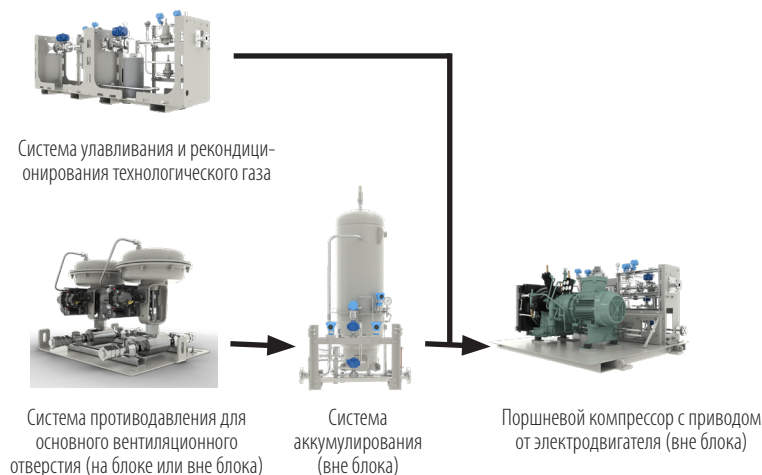 Система улавливания и рекондици-
онирования технологического газа
Система противодавления для
основного вентиляционного
отверстия (на блоке или вне блока)
Система
аккумулирования
(вне блока)
Поршневой компрессор с приводом
от электродвигателя (вне блока)